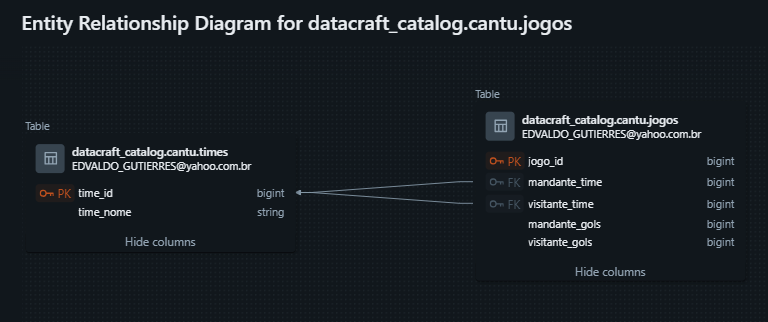 Entity Relationship Diagram for datacraft_catalog.cantu.jogos
Table
datacraft_catalog.cantu.times
EDVALDO_GUTIERRES@yahoo.com.br
PK time_id bigint
time_nome string
Hide columns
Table
datacraft_catalog.cantu.jogos
EDVALDO_GUTIERRES@yahoo.com.br
PK jogo_id bigint
FK mandante_time bigint
FK visitante_time bigint
mandante_gols bigint
visitante_gols bigint
Hide columns